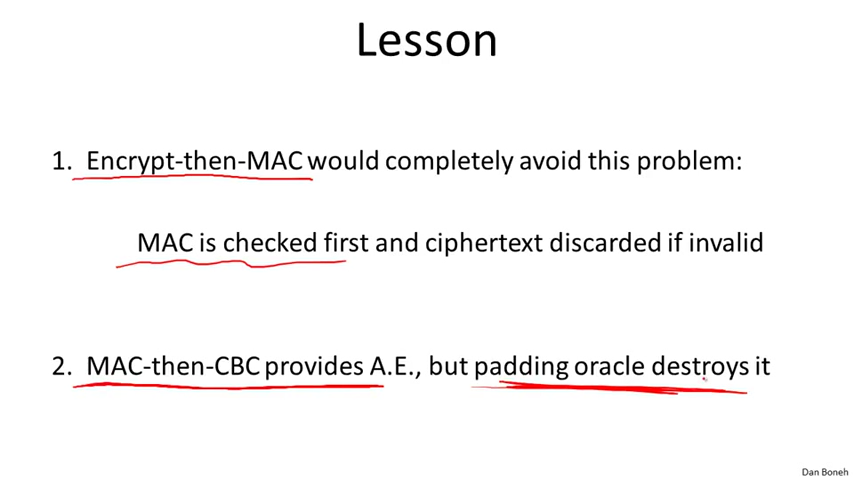 Lesson
1. Encrypt-then-MAC would completely avoid this problem:
MAC is checked first and ciphertext discarded if invalid
2. MAC-then-CBC provides A.E., but padding oracle destroys it
Dan Boneh